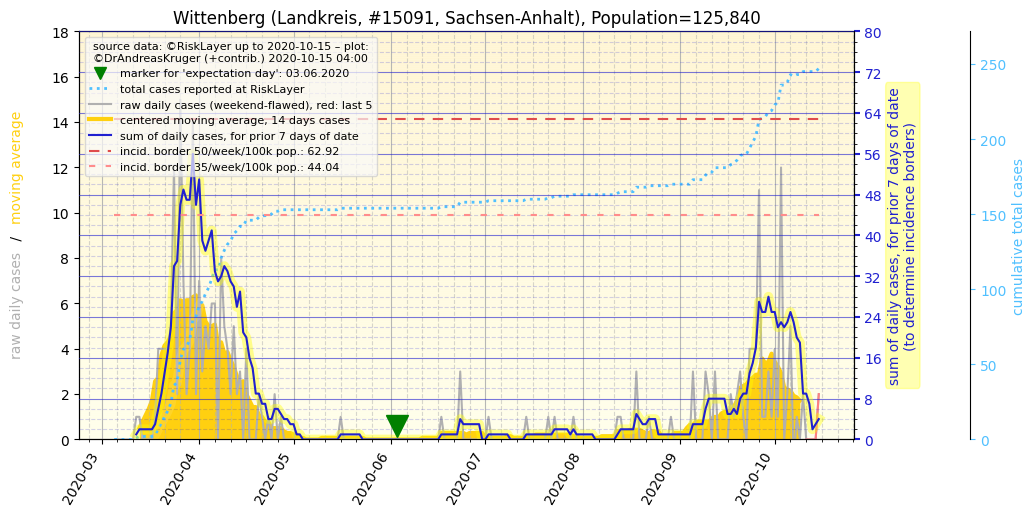 Wittenberg (Landkreis, #15091, Sachsen-Anhalt), Population=125,840
source data: ©RiskLayer up to 2020-10-15 – plot:
©DrAndreasKruger (+contrib.) 2020-10-15 04:00
marker for 'expectation day': 03.06.2020
total cases reported at RiskLayer
raw daily cases (weekend-flawed), red: last 5
centered moving average, 14 days cases
sum of daily cases, for prior 7 days of date
incid. border 50/week/100k pop.: 62.92
incid. border 35/week/100k pop.: 44.04
raw daily cases / moving average
18
16
14
12
10
8
6
4
2
0
2020-03
2020-04
2020-05
2020-06
2020-07
2020-08
2020-09
2020-10
80
72
64
56
48
40
32
24
16
8
0
sum of daily cases, for prior 7 days of date
(to determine incidence borders)
250
200
150
100
50
0
cumulative total cases